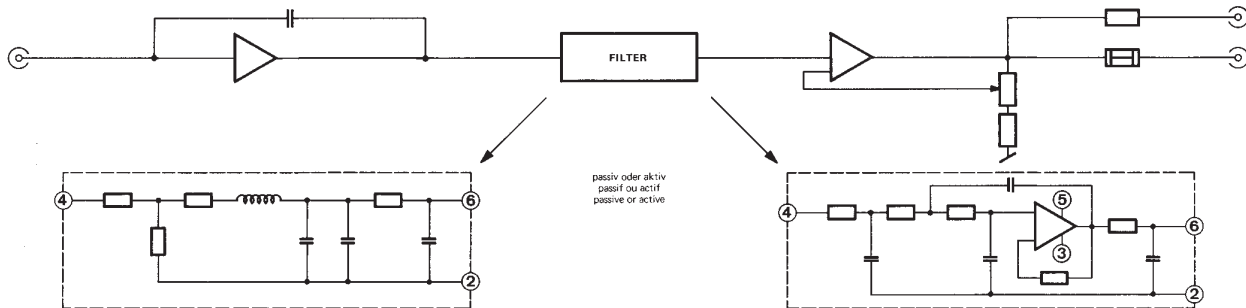 FILTER
passiv oder aktiv
passif ou actif
passive or active
4
6
2
4
5
3
6
2